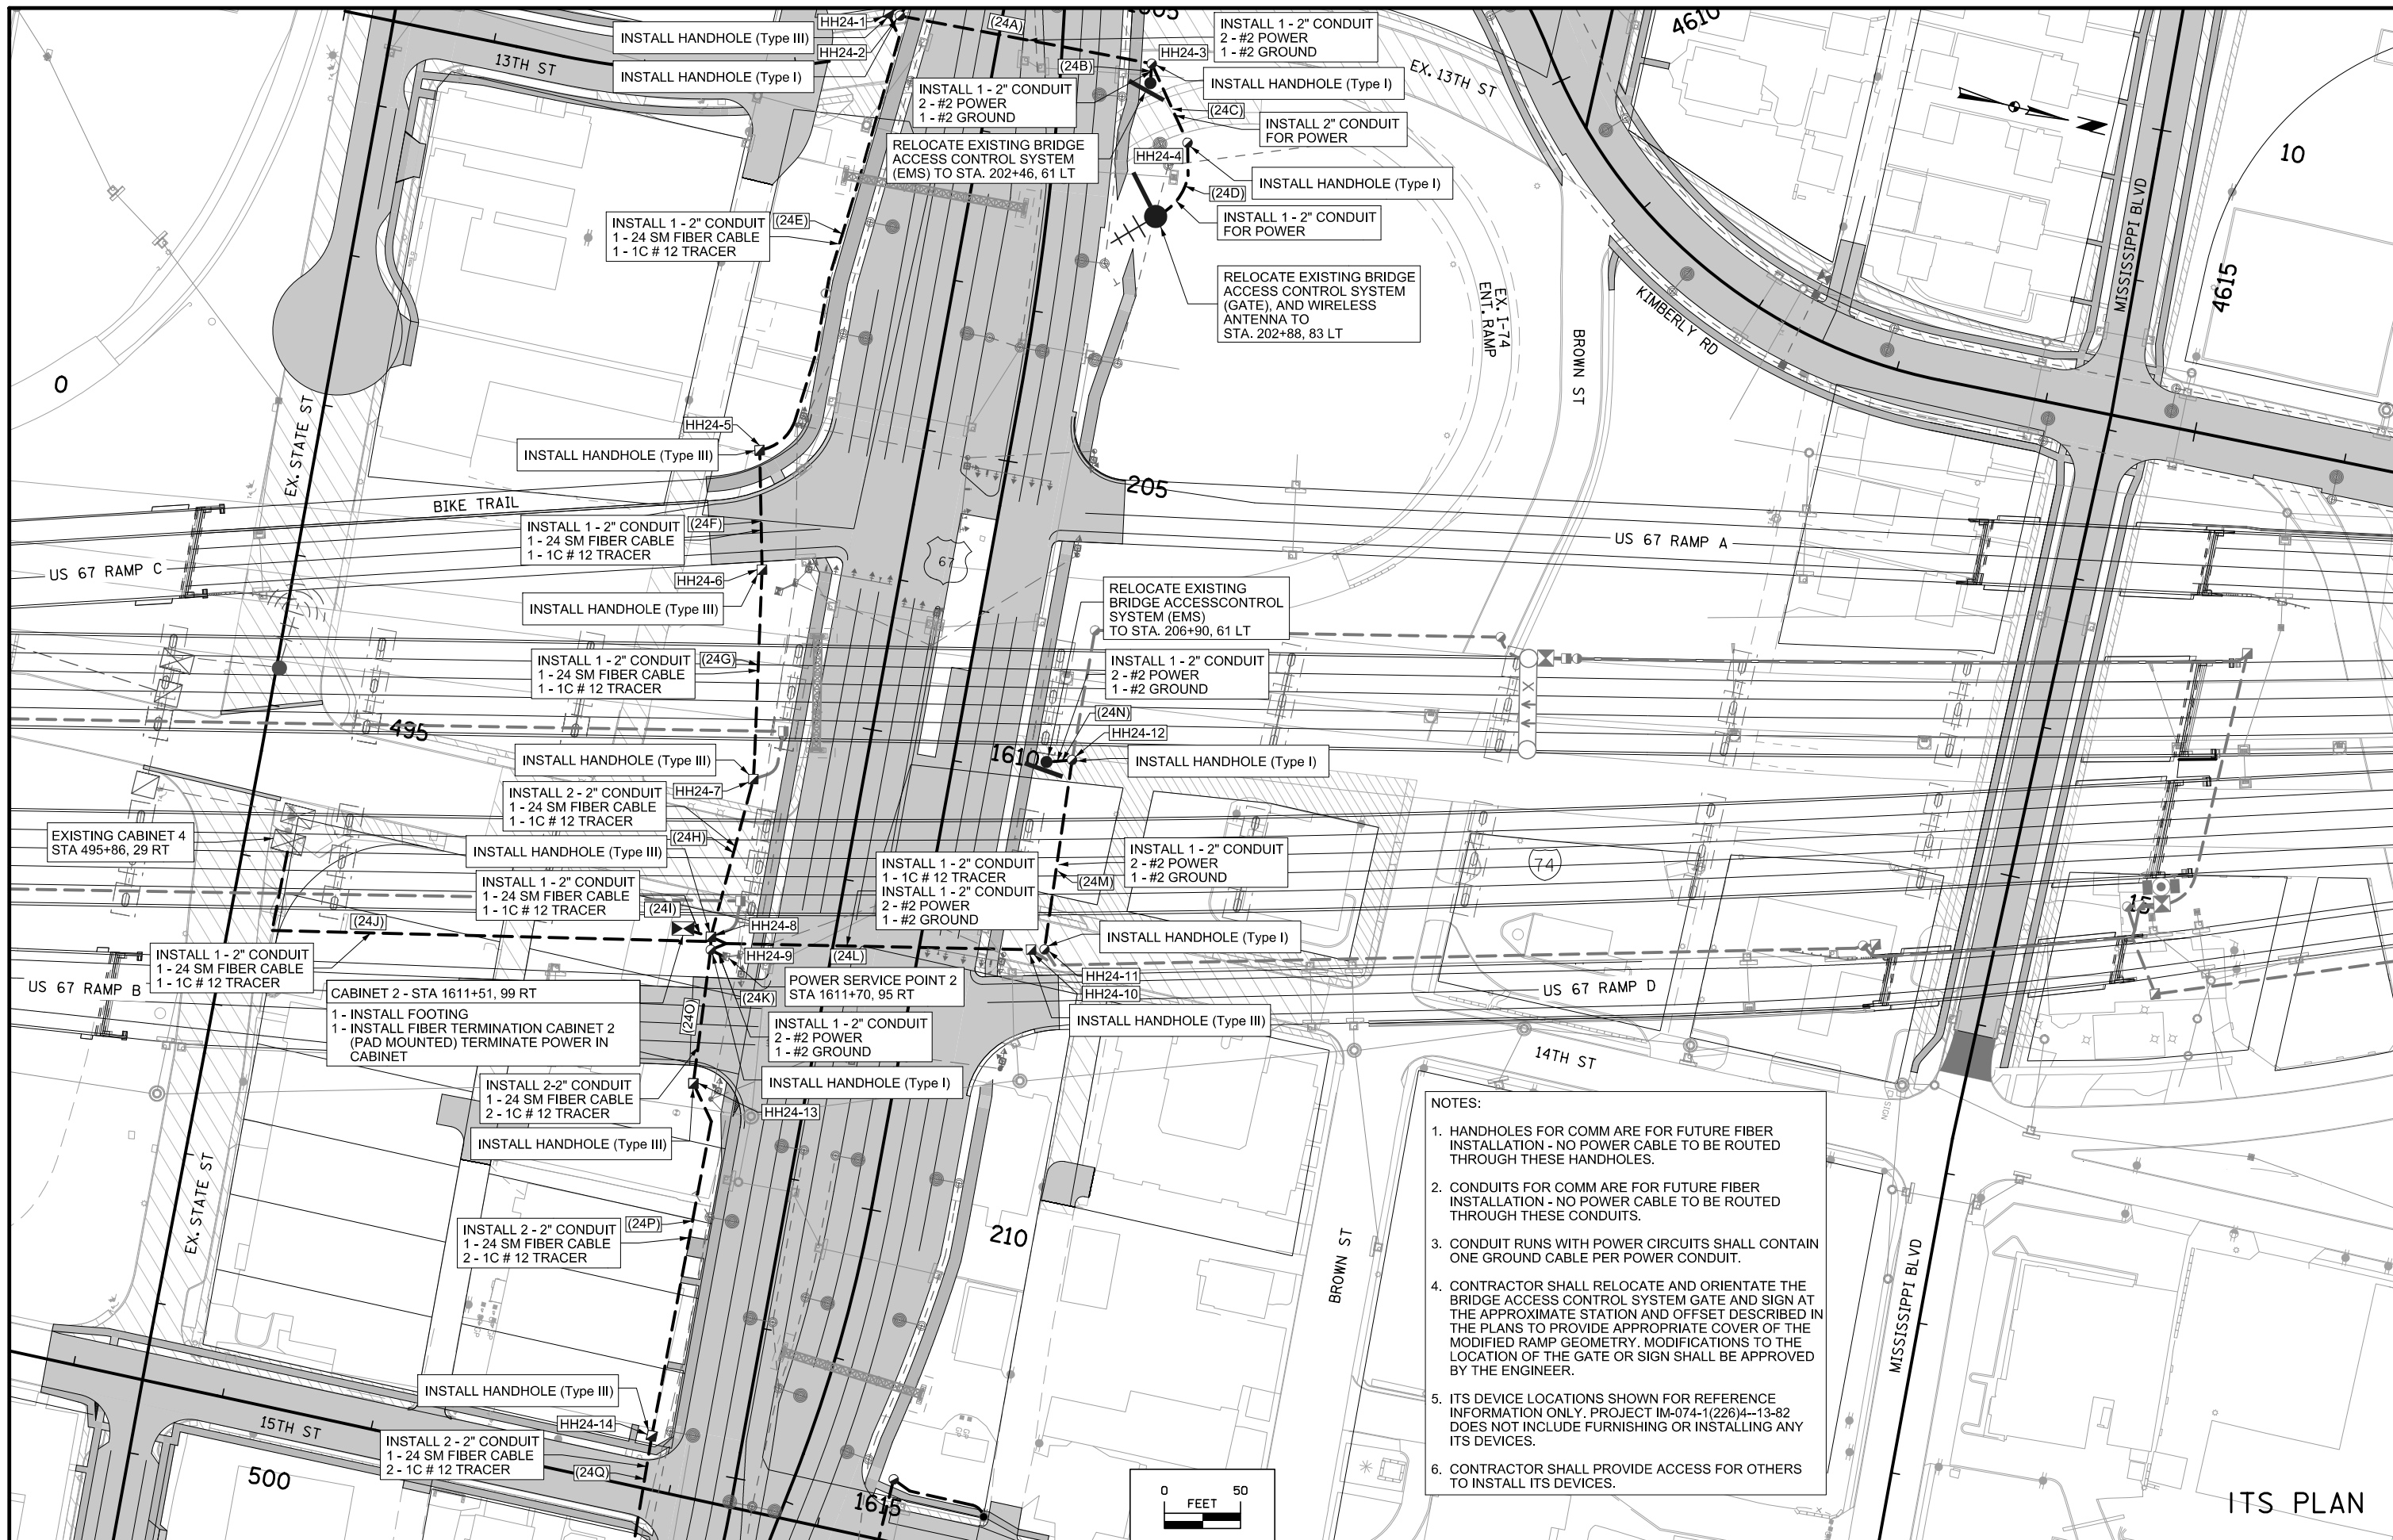 HH24-1
(24A)
1605
INSTALL HANDHOLE (Type III)
HH24-2
INSTALL HANDHOLE (Type I)
13TH ST
INSTALL 1 - 2" CONDUIT
2 - #2 POWER
1 - #2 GROUND
HH24-3
(24B)
INSTALL HANDHOLE (Type I)
4610
EX. 13TH ST
INSTALL 1 - 2" CONDUIT
2 - #2 POWER
1 - #2 GROUND
(24C)
INSTALL 2" CONDUIT
FOR POWER
RELOCATE EXISTING BRIDGE
ACCESS CONTROL SYSTEM
(EMS) TO STA. 202+46, 61 LT
HH24-4
INSTALL HANDHOLE (Type I)
(24D)
INSTALL 1 - 2" CONDUIT
FOR POWER
10
MISSISSIPPI BLVD
4615
INSTALL 1 - 2" CONDUIT
1 - 24 SM FIBER CABLE
1 - 1C # 12 TRACER
(24E)
RELOCATE EXISTING BRIDGE
ACCESS CONTROL SYSTEM
(GATE), AND WIRELESS
ANTENNA TO
STA. 202+88, 83 LT
EX. I-74
ENT. RAMP
BROWN ST
KIMBERLY RD
0
EX. STATE ST
HH24-5
INSTALL HANDHOLE (Type III)
205
BIKE TRAIL
INSTALL 1 - 2" CONDUIT
1 - 24 SM FIBER CABLE
1 - 1C # 12 TRACER
(24F)
US 67 RAMP A
US 67 RAMP C
67
HH24-6
INSTALL HANDHOLE (Type III)
RELOCATE EXISTING
BRIDGE ACCESSCONTROL
SYSTEM (EMS)
TO STA. 206+90, 61 LT
INSTALL 1 - 2" CONDUIT
1 - 24 SM FIBER CABLE
1 - 1C # 12 TRACER
(24G)
INSTALL 1 - 2" CONDUIT
2 - #2 POWER
1 - #2 GROUND
(24N)
HH24-12
495
1610
INSTALL HANDHOLE (Type I)
INSTALL HANDHOLE (Type III)
HH24-7
INSTALL 2 - 2" CONDUIT
1 - 24 SM FIBER CABLE
1 - 1C # 12 TRACER
(24H)
EXISTING CABINET 4
STA 495+86, 29 RT
INSTALL HANDHOLE (Type III)
INSTALL 1 - 2" CONDUIT
1 - 1C # 12 TRACER
INSTALL 1 - 2" CONDUIT
2 - #2 POWER
1 - #2 GROUND
INSTALL 1 - 2" CONDUIT
2 - #2 POWER
1 - #2 GROUND
(24M)
74
INSTALL 1 - 2" CONDUIT
1 - 24 SM FIBER CABLE
1 - 1C # 12 TRACER
(24I)
(24J)
HH24-8
15
INSTALL HANDHOLE (Type I)
HH24-9
(24L)
INSTALL 1 - 2" CONDUIT
1 - 24 SM FIBER CABLE
1 - 1C # 12 TRACER
HH24-11
HH24-10
US 67 RAMP B
US 67 RAMP D
POWER SERVICE POINT 2
STA 1611+70, 95 RT
(24K)
CABINET 2 - STA 1611+51, 99 RT
1 - INSTALL FOOTING
1 - INSTALL FIBER TERMINATION CABINET 2
(PAD MOUNTED) TERMINATE POWER IN
CABINET
(24O)
INSTALL 1 - 2" CONDUIT
2 - #2 POWER
1 - #2 GROUND
INSTALL HANDHOLE (Type III)
14TH ST
INSTALL HANDHOLE (Type I)
INSTALL 2-2" CONDUIT
1 - 24 SM FIBER CABLE
2 - 1C # 12 TRACER
HH24-13
INSTALL HANDHOLE (Type III)
SIGN
EX. STATE ST
INSTALL 2 - 2" CONDUIT
1 - 24 SM FIBER CABLE
2 - 1C # 12 TRACER
(24P)
210
BROWN ST
MISSISSIPPI BLVD
NOTES:
1. HANDHOLES FOR COMM ARE FOR FUTURE FIBER
INSTALLATION - NO POWER CABLE TO BE ROUTED
THROUGH THESE HANDHOLES.
2. CONDUITS FOR COMM ARE FOR FUTURE FIBER
INSTALLATION - NO POWER CABLE TO BE ROUTED
THROUGH THESE CONDUITS.
3. CONDUIT RUNS WITH POWER CIRCUITS SHALL CONTAIN
ONE GROUND CABLE PER POWER CONDUIT.
4. CONTRACTOR SHALL RELOCATE AND ORIENTATE THE
BRIDGE ACCESS CONTROL SYSTEM GATE AND SIGN AT
THE APPROXIMATE STATION AND OFFSET DESCRIBED IN
THE PLANS TO PROVIDE APPROPRIATE COVER OF THE
MODIFIED RAMP GEOMETRY. MODIFICATIONS TO THE
LOCATION OF THE GATE OR SIGN SHALL BE APPROVED
BY THE ENGINEER.
5. ITS DEVICE LOCATIONS SHOWN FOR REFERENCE
INFORMATION ONLY. PROJECT IM-074-1(226)4--13-82
DOES NOT INCLUDE FURNISHING OR INSTALLING ANY
ITS DEVICES.
6. CONTRACTOR SHALL PROVIDE ACCESS FOR OTHERS
TO INSTALL ITS DEVICES.
INSTALL HANDHOLE (Type III)
HH24-14
15TH ST
INSTALL 2 - 2" CONDUIT
1 - 24 SM FIBER CABLE
2 - 1C # 12 TRACER
(24Q)
500
1615
0 50
FEET
ITS PLAN